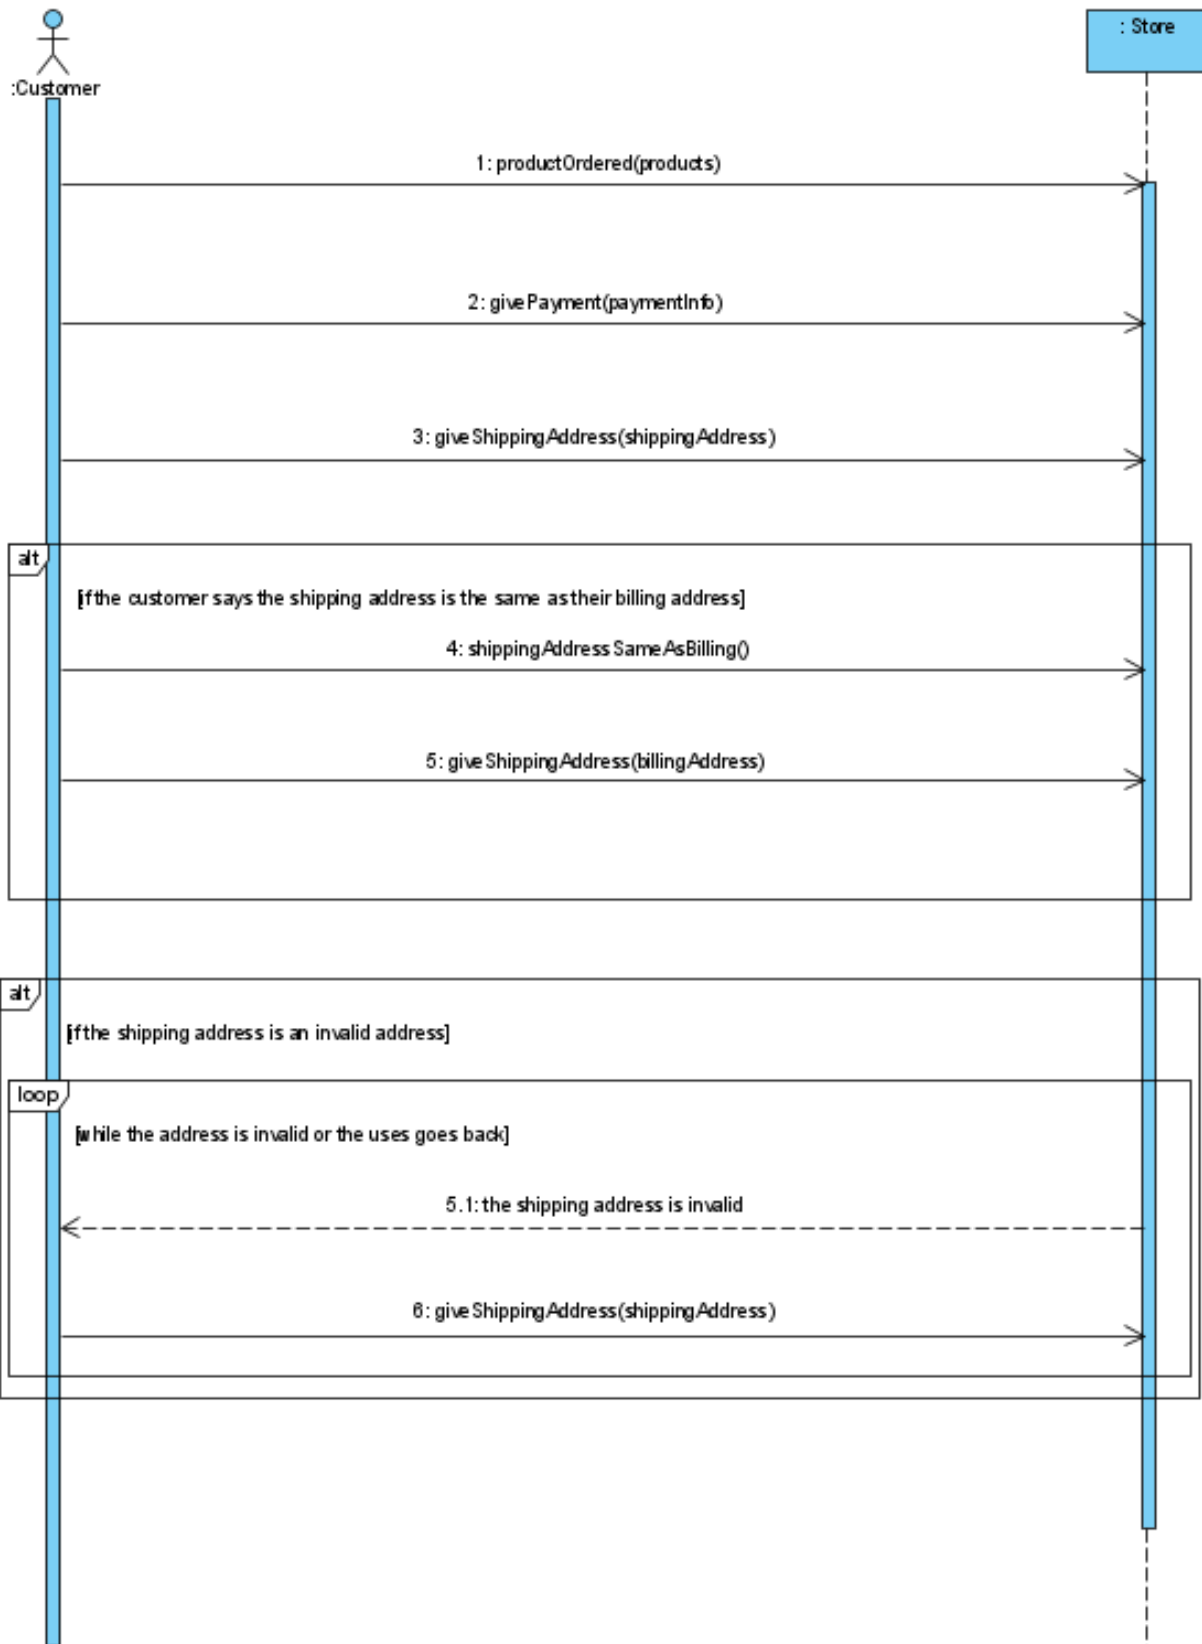 :Customer
: Store
1: productOrdered(products)
2: givePayment(paymentInfo)
3: giveShippingAddress(shippingAddress)
alt
[if the customer says the shipping address is the same as their billing address]
4: shippingAddressSameAsBilling()
5: giveShippingAddress(billingAddress)
alt
[if the shipping address is an invalid address]
loop
[while the address is invalid or the uses goes back]
5.1: the shipping address is invalid
6: giveShippingAddress(shippingAddress)